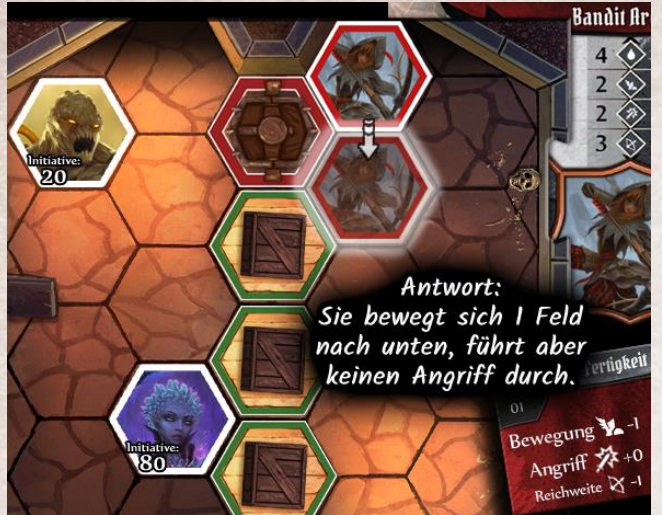 Bandit Ar
4
2
2
3
Initiative:
20
Antwort:
Sie bewegt sich 1 Feld
nach unten, führt aber
keinen Angriff durch.
fertigkeit
01
Initiative:
80
Bewegung -1
Angriff +0
Reichweite -1